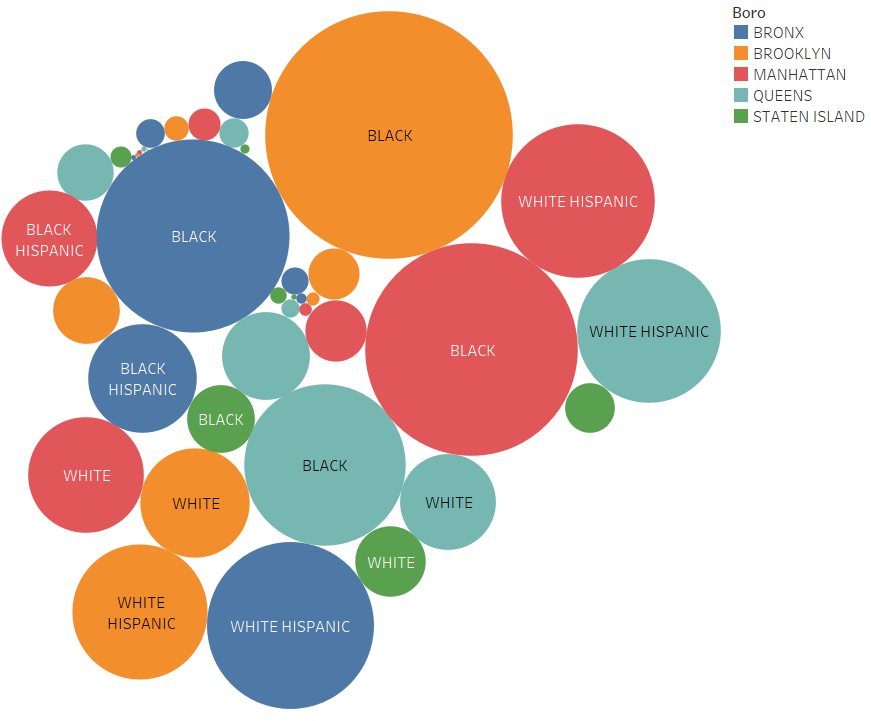 Boro
BRONX
BROOKLYN
MANHATTAN
QUEENS
STATEN ISLAND
BLACK
WHITE HISPANIC
BLACK
HISPANIC
BLACK
WHITE HISPANIC
BLACK
BLACK
HISPANIC
BLACK
BLACK
WHITE
WHITE
WHITE
WHITE
WHITE
HISPANIC
WHITE HISPANIC